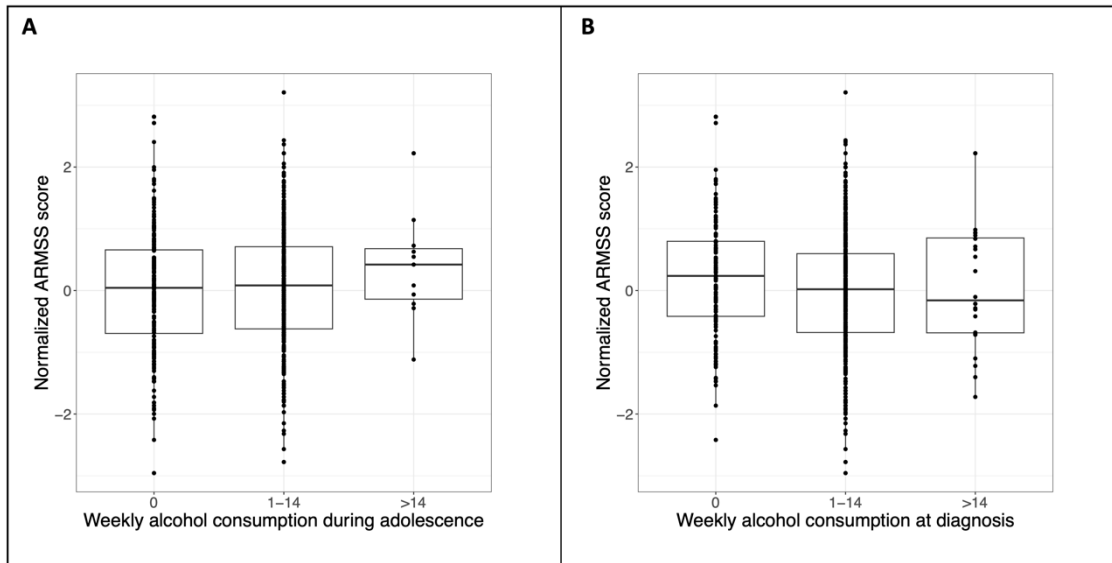 A
Normalized ARMSS score
2
0
−2
0
1−14
>14
Weekly alcohol consumption during adolescence
B
Normalized ARMSS score
2
0
−2
0
1−14
>14
Weekly alcohol consumption at diagnosis